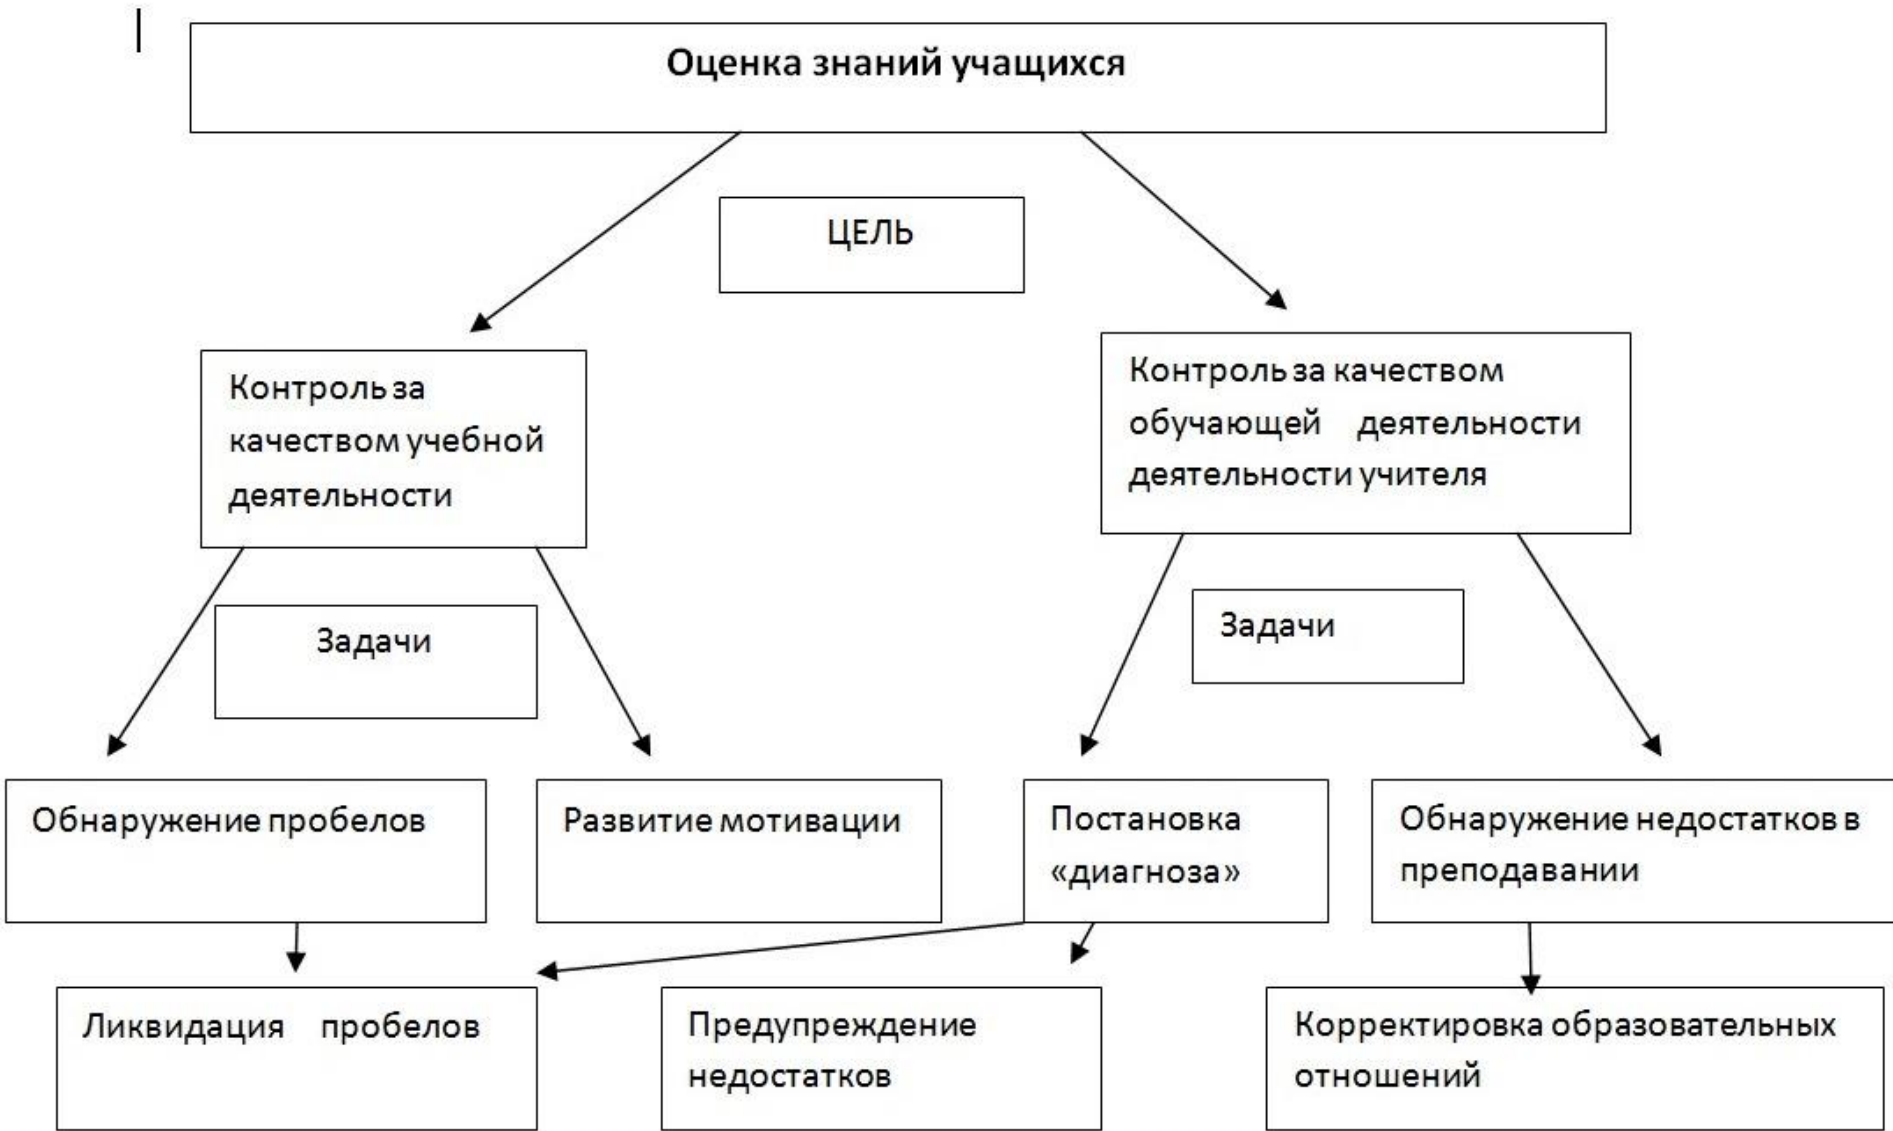 Оценка знаний учащихся
ЦЕЛЬ
Контроль за
качеством учебной
деятельности
Контроль за качеством
обучающей деятельности
деятельности учителя
Задачи
Задачи
Обнаружение пробелов
Развитие мотивации
Постановка
«диагноза»
Обнаружение недостатков в
преподавании
Ликвидация пробелов
Предупреждение
недостатков
Корректировка образовательных
отношений